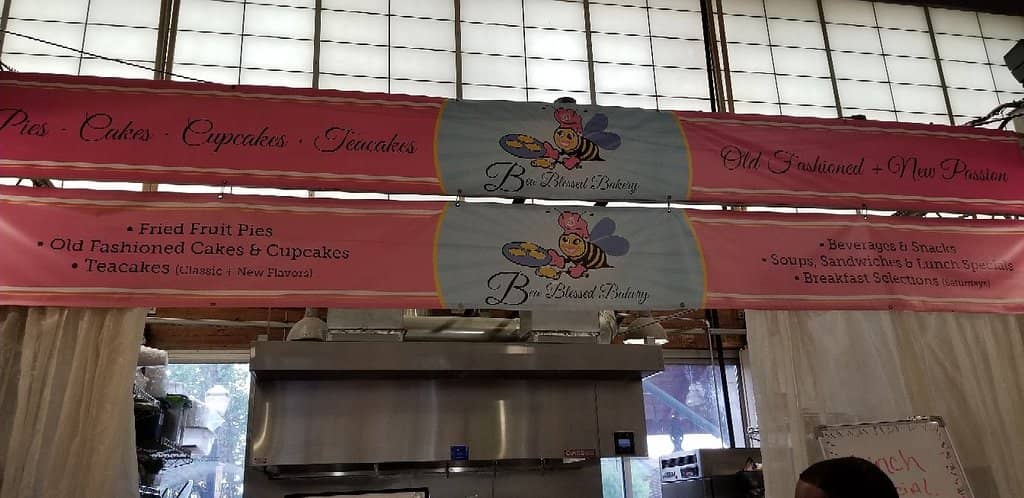 Pies · Cakes · Cupcakes · Teacakes
Bee Blessed Bakery
Old Fashioned + New Passion
• Fried Fruit Pies
• Old Fashioned Cakes & Cupcakes
• Teacakes (Classic + New Flavors)
Bee Blessed Bakery
• Beverages & Snacks
• Soups, Sandwiches & Lunch Specials
• Breakfast Selections (Saturdays)